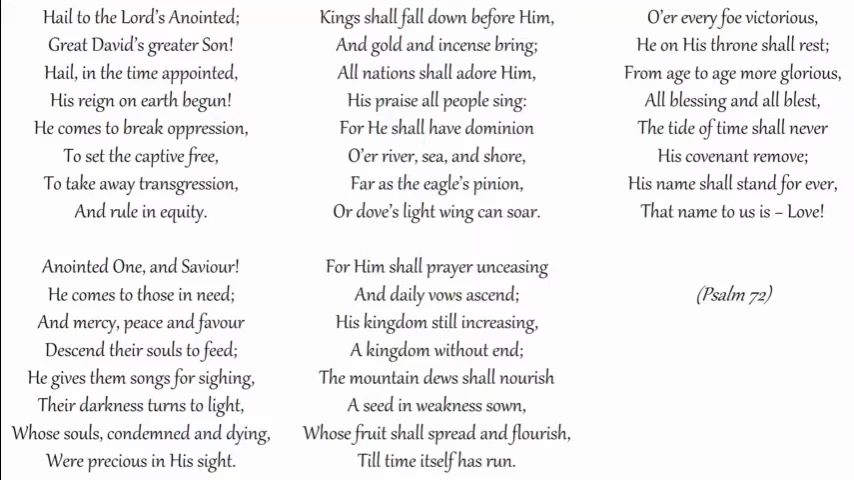 Hail to the Lord's Anointed;
Great David's greater Son!
Hail, in the time appointed,
His reign on earth begun!
He comes to break oppression,
To set the captive free,
To take away transgression,
And rule in equity.
Anointed One, and Saviour!
He comes to those in need;
And mercy, peace and favour
Descend their souls to feed;
He gives them songs for sighing,
Their darkness turns to light,
Whose souls, condemned and dying,
Were precious in His sight.
Kings shall fall down before Him,
And gold and incense bring;
All nations shall adore Him,
His praise all people sing:
For He shall have dominion
O'er river, sea, and shore,
Far as the eagle's pinion,
Or dove's light wing can soar.
For Him shall prayer unceasing
And daily vows ascend;
His kingdom still increasing,
A kingdom without end;
The mountain dews shall nourish
A seed in weakness sown,
Whose fruit shall spread and flourish,
Till time itself has run.
O'er every foe victorious,
He on His throne shall rest;
From age to age more glorious,
All blessing and all blest,
The tide of time shall never
His covenant remove;
His name shall stand for ever,
That name to us is – Love!
(Psalm 72)